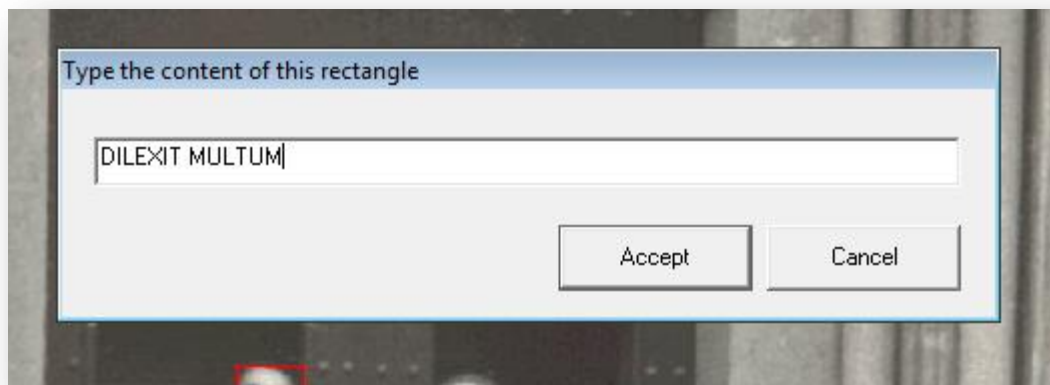 Type the content of this rectangle
DILEXIT MULTUM
Accept
Cancel